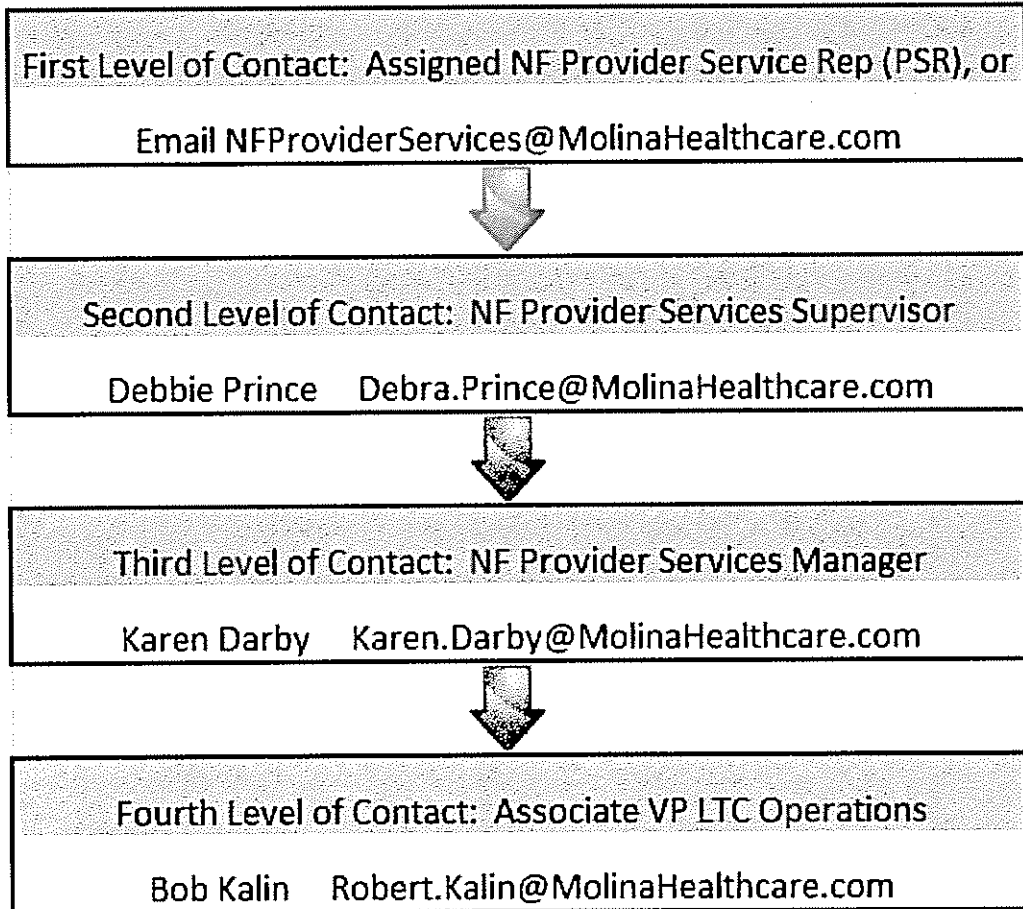 First Level of Contact: Assigned NF Provider Service Rep (PSR), or
Email NFProviderServices@MolinaHealthcare.com
Second Level of Contact: NF Provider Services Supervisor
Debbie Prince Debra.Prince@MolinaHealthcare.com
Third Level of Contact: NF Provider Services Manager
Karen Darby Karen.Darby@MolinaHealthcare.com
Fourth Level of Contact: Associate VP LTC Operations
Bob Kalin Robert.Kalin@MolinaHealthcare.com